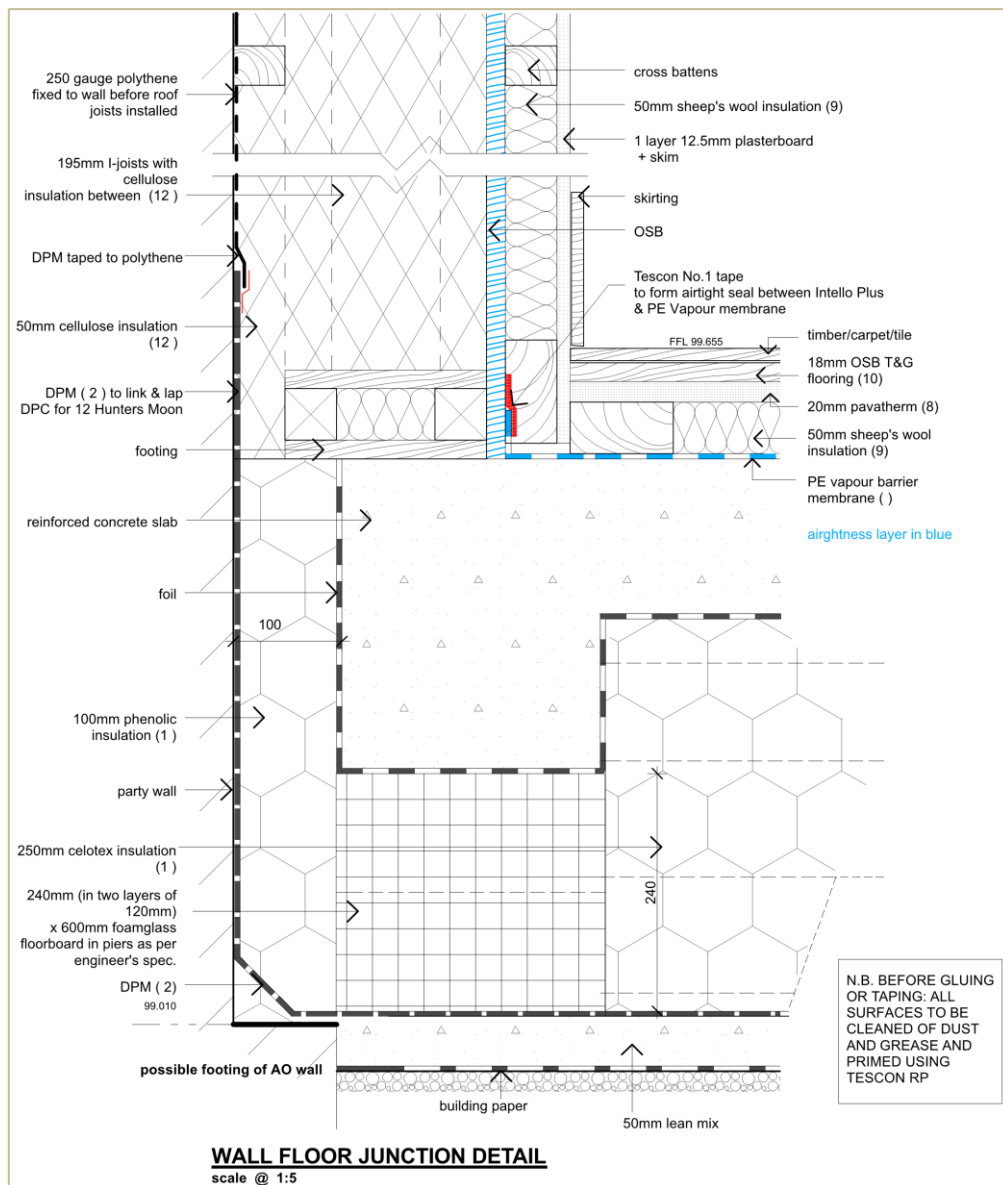 250 gauge polythene
fixed to wall before roof
joists installed
195mm I-joists with
cellulose
insulation between  (12 )
DPM taped to polythene
50mm cellulose insulation
(12 )
DPM ( 2 ) to link & lap
DPC for 12 Hunters Moon
footing
reinforced concrete slab
foil
100
100mm phenolic
insulation (1 )
party wall
250mm celotex insulation
(1 )
240mm (in two layers of
120mm)
x 600mm foamglass
floorboard in piers as per
engineer's spec.
DPM ( 2)
99.010
possible footing of AO wall
cross battens
50mm sheep's wool insulation (9)
1 layer 12.5mm plasterboard
+ skim
skirting
OSB
Tescon No.1 tape
to form airtight seal between Intello Plus
& PE Vapour membrane
FFL 99.655
timber/carpet/tile
18mm OSB T&G
flooring (10)
20mm pavatherm (8)
50mm sheep's wool
insulation (9)
PE vapour barrier
membrane ( )
airghtness layer in blue
240
N.B. BEFORE GLUING
OR TAPING: ALL
SURFACES TO BE
CLEANED OF DUST
AND GREASE AND
PRIMED USING
TESCON RP
building paper
50mm lean mix
WALL FLOOR JUNCTION DETAIL
scale @ 1:5